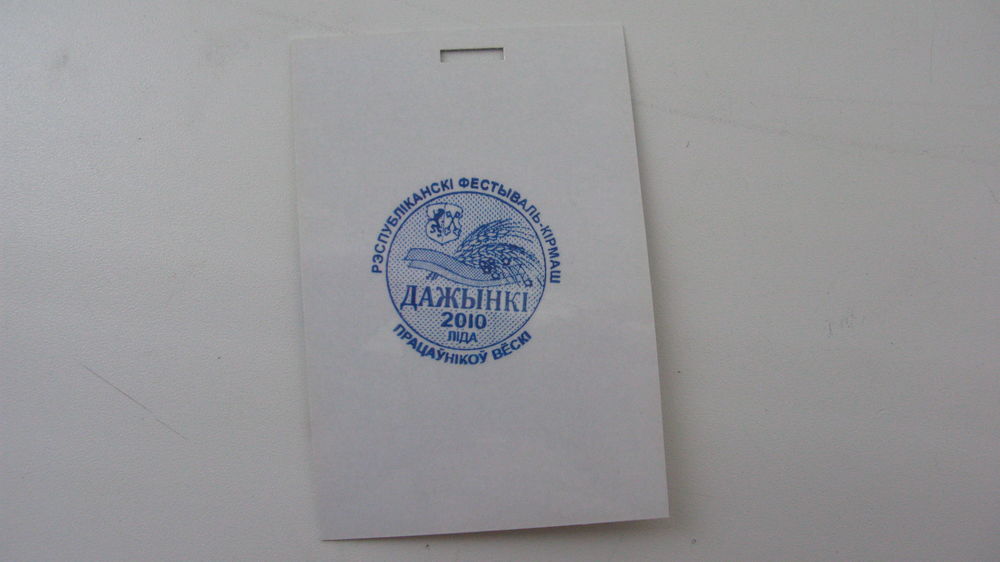 РЭСПУБЛІКАНСКІ ФЕСТЫВАЛЬ-КІРМАШ
ДАЖЫНКІ
2010
ЛІДА
ПРАЦАЎНІКОЎ ВЁСКІ